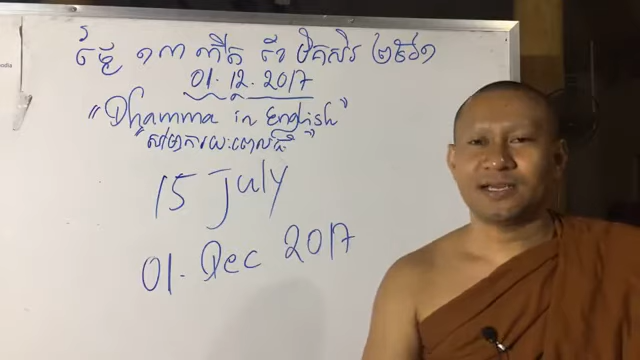 ថ្ងៃ ១៣ កើត ខែ មិគសិរ ២៥៦១
01. 12. 2017
"Dhamma in English"
15 July
01. Dec 2017